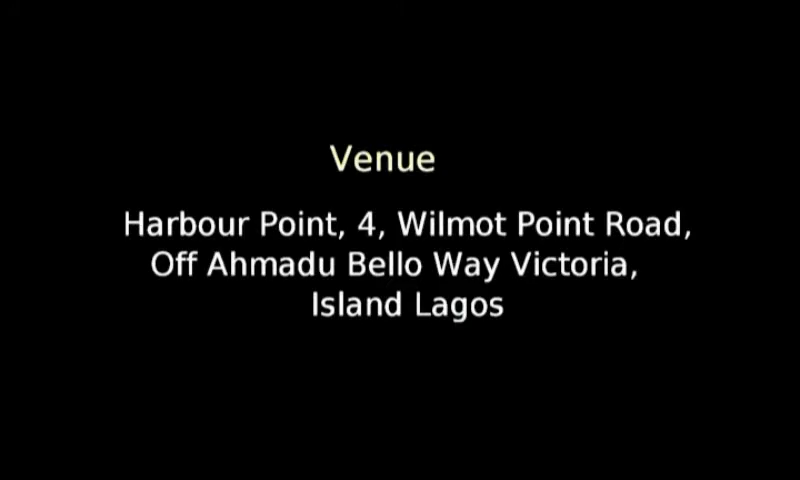 Venue
Harbour Point, 4, Wilmot Point Road,
Off Ahmadu Bello Way Victoria,
Island Lagos